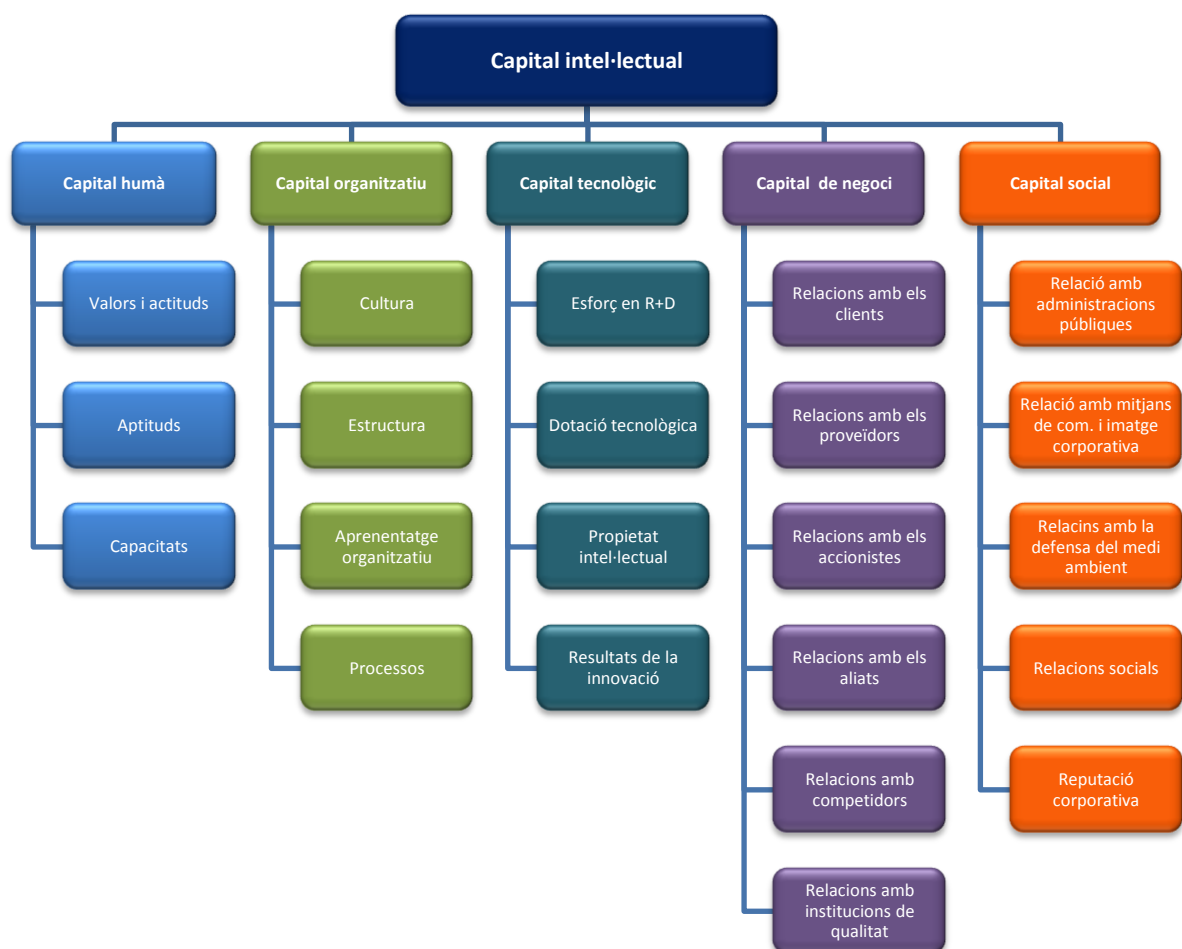 Capital intel·lectual
Capital humà
Valors i actituds
Aptituds
Capacitats
Capital organitzatiu
Cultura
Estructura
Aprenentatge
organitzatiu
Processos
Capital tecnològic
Esforç en R+D
Dotació tecnològica
Propietat
intel·lectual
Resultats de la
innovació
Capital de negoci
Relacions amb els
clients
Relacions amb els
proveïdors
Relacions amb els
accionistes
Relacions amb els
aliats
Relacions amb
competidors
Relacions amb
institucions de
qualitat
Capital social
Relació amb
administracions
públiques
Relació amb mitjans
de com. i imatge
corporativa
Relacins amb la
defensa del medi
ambient
Relacions socials
Reputació
corporativa